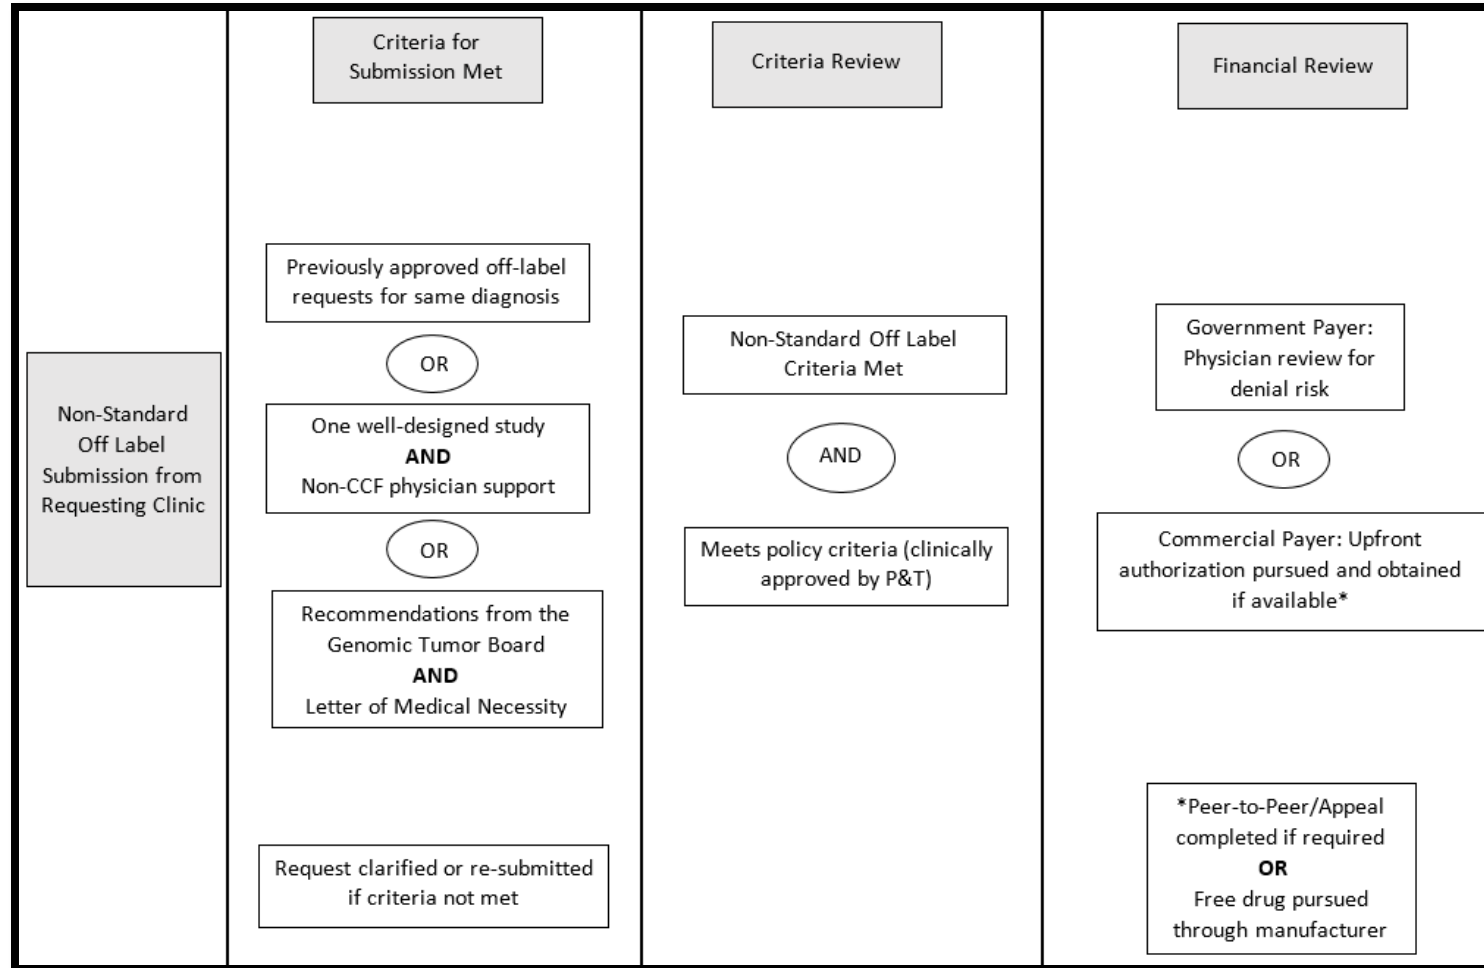 Non-Standard
Off Label
Submission from
Requesting Clinic
Criteria for
Submission Met
Previously approved off-label
requests for same diagnosis
OR
One well-designed study
AND
Non-CCF physician support
OR
Recommendations from the
Genomic Tumor Board
AND
Letter of Medical Necessity
Request clarified or re-submitted
if criteria not met
Criteria Review
Non-Standard Off Label
Criteria Met
AND
Meets policy criteria (clinically
approved by P&T)
Financial Review
Government Payer:
Physician review for
denial risk
OR
Commercial Payer: Upfront
authorization pursued and obtained
if available*
*Peer-to-Peer/Appeal
completed if required
OR
Free drug pursued
through manufacturer